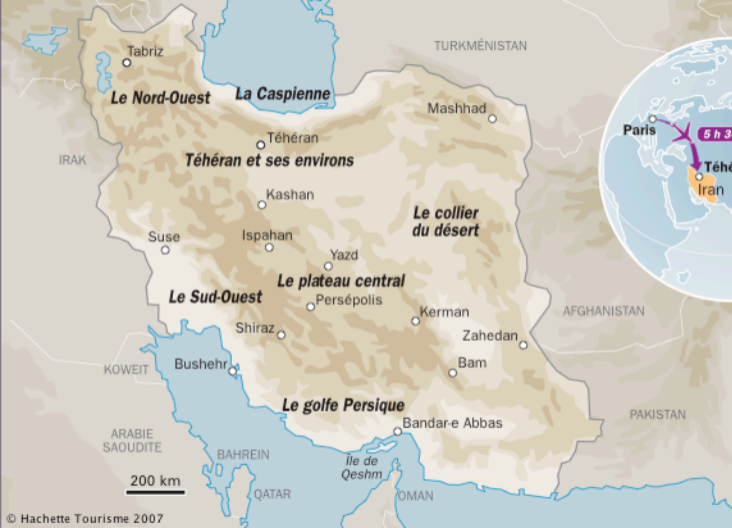 Tabriz
TURKMÉNISTAN
Le Nord-Ouest
La Caspienne
Mashhad
Paris
5 h 3
Téhéran
Téhéran et ses environs
IRAK
Téh
Iran
Kashan
Le collier
du désert
Suse
Ispahan
Yazd
Le plateau central
Le Sud-Ouest
Persépolis
AFGHANISTAN
Kerman
Shiraz
Zahedan
Bushehr
Bam
KOWEIT
Le golfe Persique
PAKISTAN
Bandar-e Abbas
ARABIE
SAOUDITE
BAHREIN
Île de
Qeshm
200 km
QATAR
OMAN
© Hachette Tourisme 2007